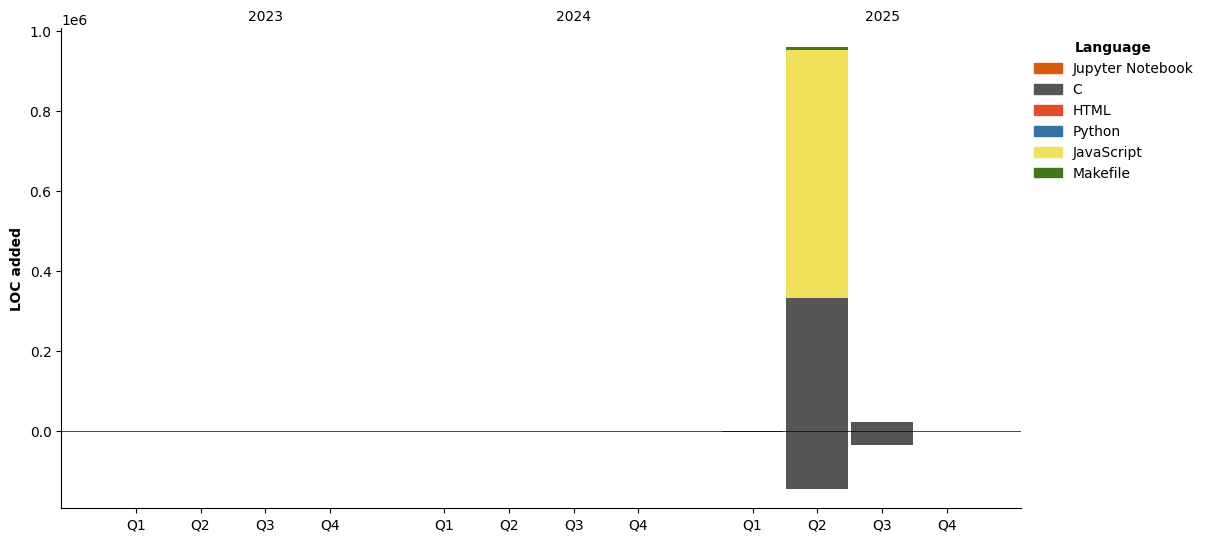 2023 2024 2025
1e6
1.0
0.8
0.6
0.4
0.2
0.0
LOC added
Q1 Q2 Q3 Q4 Q1 Q2 Q3 Q4 Q1 Q2 Q3 Q4
Language
Jupyter Notebook
C
HTML
Python
JavaScript
Makefile